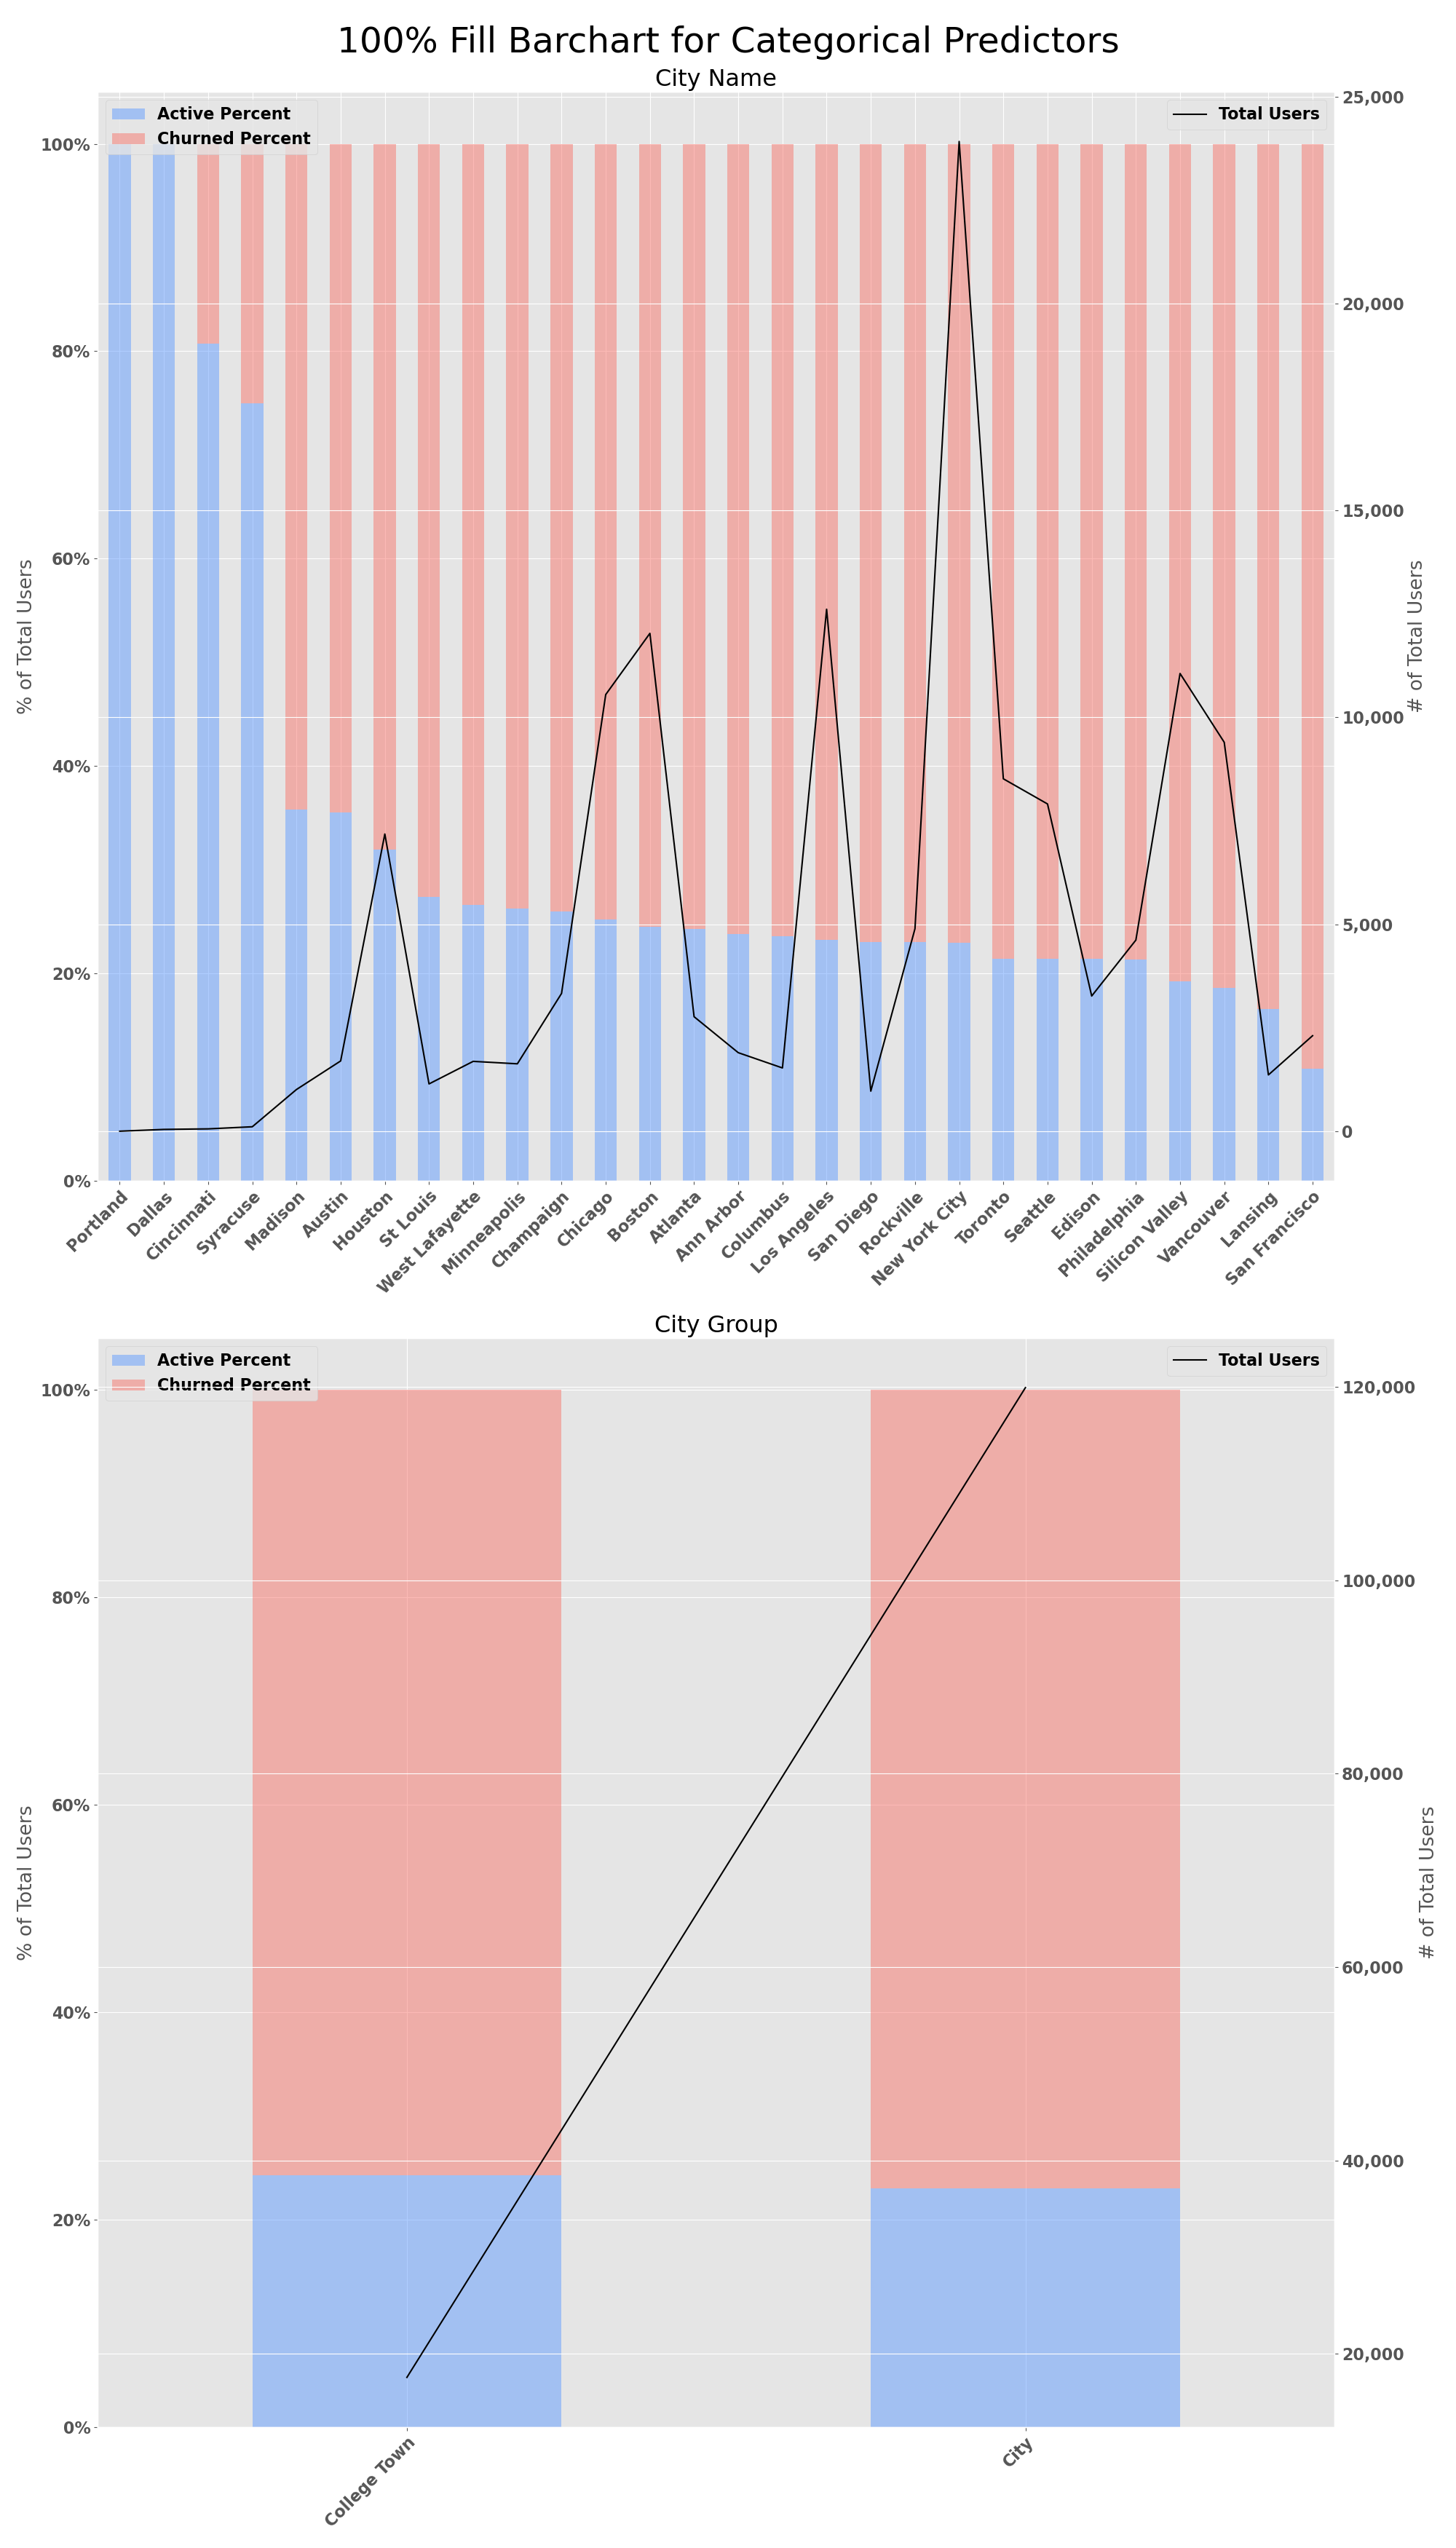 100% Fill Barchart for Categorical Predictors
City Name
Active Percent
Churned Percent
Total Users
100%
80%
60%
40%
20%
0%
% of Total Users
25,000
20,000
15,000
10,000
5,000
0
# of Total Users
Portland
Dallas
Cincinnati
Syracuse
Madison
Austin
Houston
St Louis
West Lafayette
Minneapolis
Champaign
Chicago
Boston
Atlanta
Ann Arbor
Columbus
Los Angeles
San Diego
Rockville
New York City
Toronto
Seattle
Edison
Philadelphia
Silicon Valley
Vancouver
Lansing
San Francisco
City Group
Active Percent
Churned Percent
Total Users
100%
80%
60%
40%
20%
0%
% of Total Users
120,000
100,000
80,000
60,000
40,000
20,000
# of Total Users
College Town
City